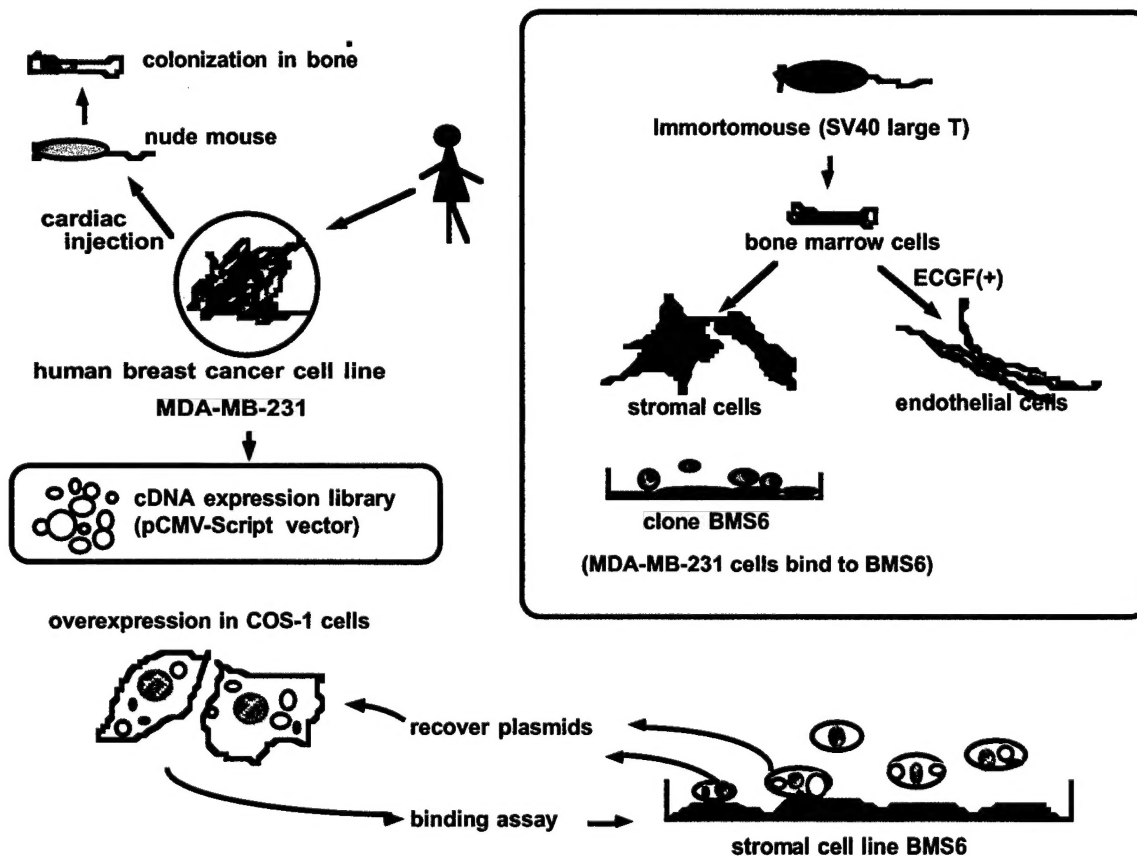 colonization in bone
nude mouse
cardiac
injection
human breast cancer cell line
MDA-MB-231
cDNA expression library
(pCMV-Script vector)
Immortomouse (SV40 large T)
bone marrow cells
ECGF(+)
stromal cells
endothelial cells
clone BMS6
(MDA-MB-231 cells bind to BMS6)
overexpression in COS-1 cells
recover plasmids
binding assay
stromal cell line BMS6